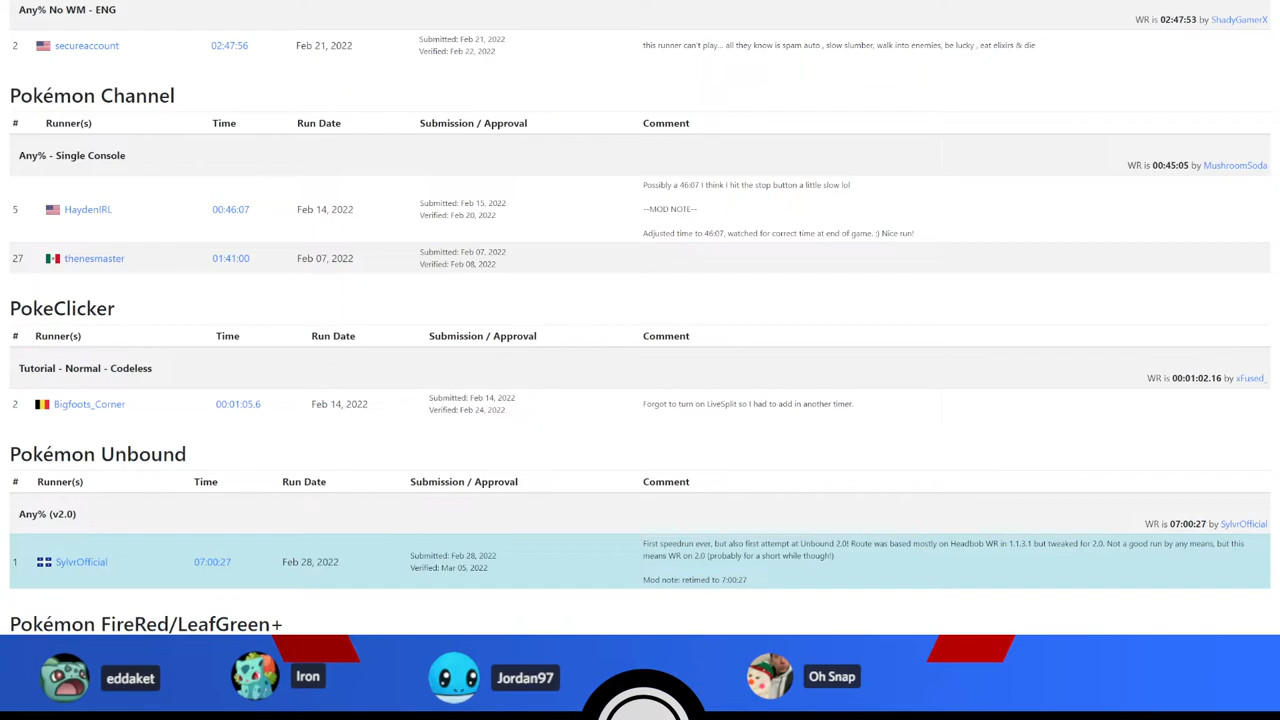 Any% No WM - ENG
WR is 02:47:53 by ShadyGamerX
2 secureaccount 02:47:56 Feb 21, 2022 Submitted: Feb 21, 2022 this runner can't play... all they know is spam auto , slow slumber, walk into enemies, be lucky , eat elixirs & die
Verified: Feb 22, 2022
Pokémon Channel
# Runner(s) Time Run Date Submission / Approval Comment
Any% - Single Console
WR is 00:45:05 by MushroomSoda
Possibly a 46:07 I think I hit the stop button a little slow lol
5 HaydenIRL 00:46:07 Feb 14, 2022 Submitted: Feb 15, 2022 --MOD NOTE--
Verified: Feb 20, 2022
Adjusted time to 46:07, watched for correct time at end of game. :) Nice run!
27 thenesmaster 01:41:00 Feb 07, 2022 Submitted: Feb 07, 2022
Verified: Feb 08, 2022
PokeClicker
# Runner(s) Time Run Date Submission / Approval Comment
Tutorial - Normal - Codeless
WR is 00:01:02.16 by xFused_
2 Bigfoots_Corner 00:01:05.6 Feb 14, 2022 Submitted: Feb 14, 2022 Forgot to turn on LiveSplit so I had to add in another timer.
Verified: Feb 24, 2022
Pokémon Unbound
# Runner(s) Time Run Date Submission / Approval Comment
Any% (v2.0)
WR is 07:00:27 by SylvrOfficial
First speedrun ever, but also first attempt at Unbound 2.0! Route was based mostly on Headbob WR in 1.1.3.1 but tweaked for 2.0. Not a good run by any means, but this
1 SylvrOfficial 07:00:27 Feb 28, 2022 Submitted: Feb 28, 2022 means WR on 2.0 (probably for a short while though!)
Verified: Mar 05, 2022
Mod note: retimed to 7:00:27
Pokémon FireRed/LeafGreen+
eddaket Iron Jordan97 Oh Snap